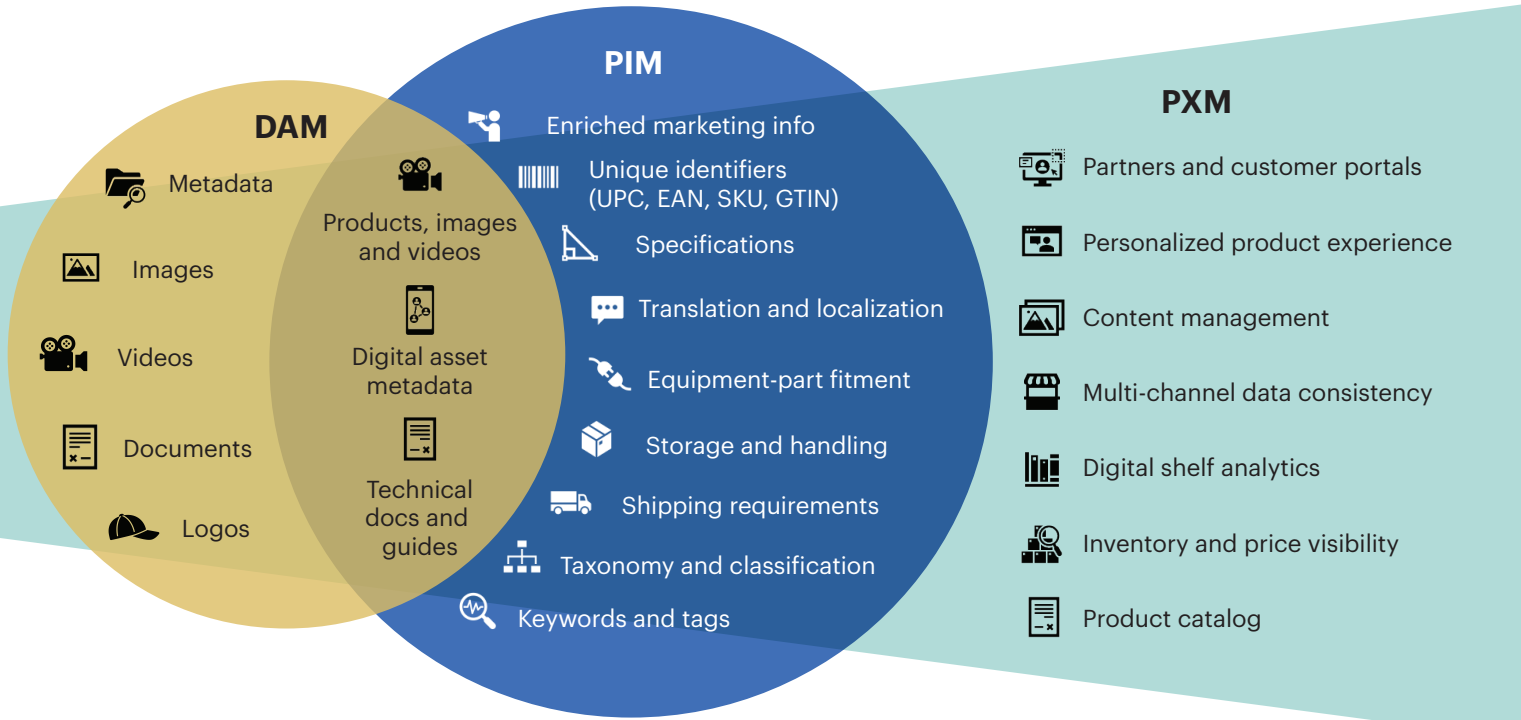 DAM
Metadata
Images
Videos
Documents
Logos
Products, images
and videos
Digital asset
metadata
Technical
docs and
guides
PIM
Enriched marketing info
Unique identifiers
(UPC, EAN, SKU, GTIN)
Specifications
Translation and localization
Equipment-part fitment
Storage and handling
Shipping requirements
Taxonomy and classification
Keywords and tags
PXM
Partners and customer portals
Personalized product experience
Content management
Multi-channel data consistency
Digital shelf analytics
Inventory and price visibility
Product catalog